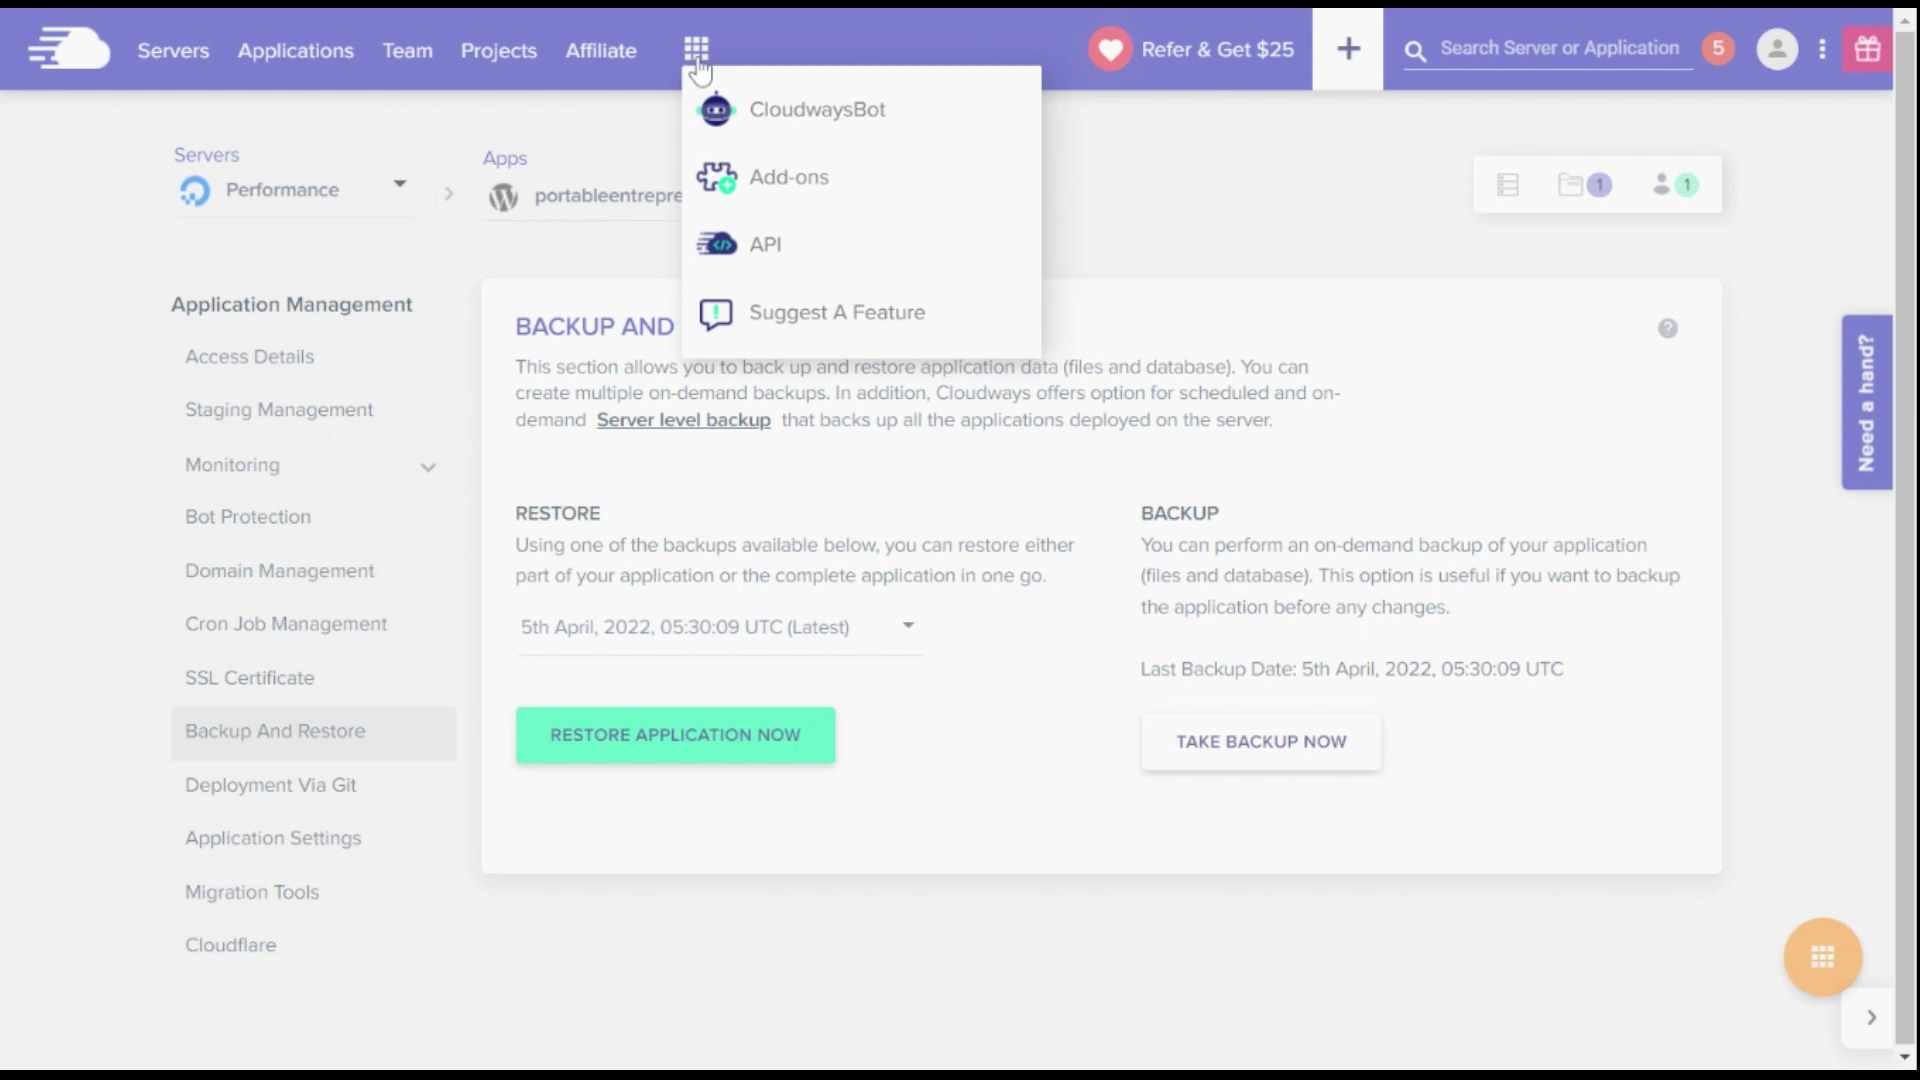 Servers Applications Team Projects Affiliate Refer & Get $25 + Search Server or Application 5
CloudwaysBot
Add-ons
API
Suggest A Feature
Servers
Performance
Apps
portableentrepre
1 1
Application Management
Access Details
Staging Management
Monitoring
Bot Protection
Domain Management
Cron Job Management
SSL Certificate
Backup And Restore
Deployment Via Git
Application Settings
Migration Tools
Cloudflare
BACKUP AND
This section allows you to back up and restore application data (files and database). You can
create multiple on-demand backups. In addition, Cloudways offers option for scheduled and on-
demand Server level backup that backs up all the applications deployed on the server.
RESTORE
Using one of the backups available below, you can restore either
part of your application or the complete application in one go.
5th April, 2022, 05:30:09 UTC (Latest)
RESTORE APPLICATION NOW
BACKUP
You can perform an on-demand backup of your application
(files and database). This option is useful if you want to backup
the application before any changes.
Last Backup Date: 5th April, 2022, 05:30:09 UTC
TAKE BACKUP NOW
Need a hand?